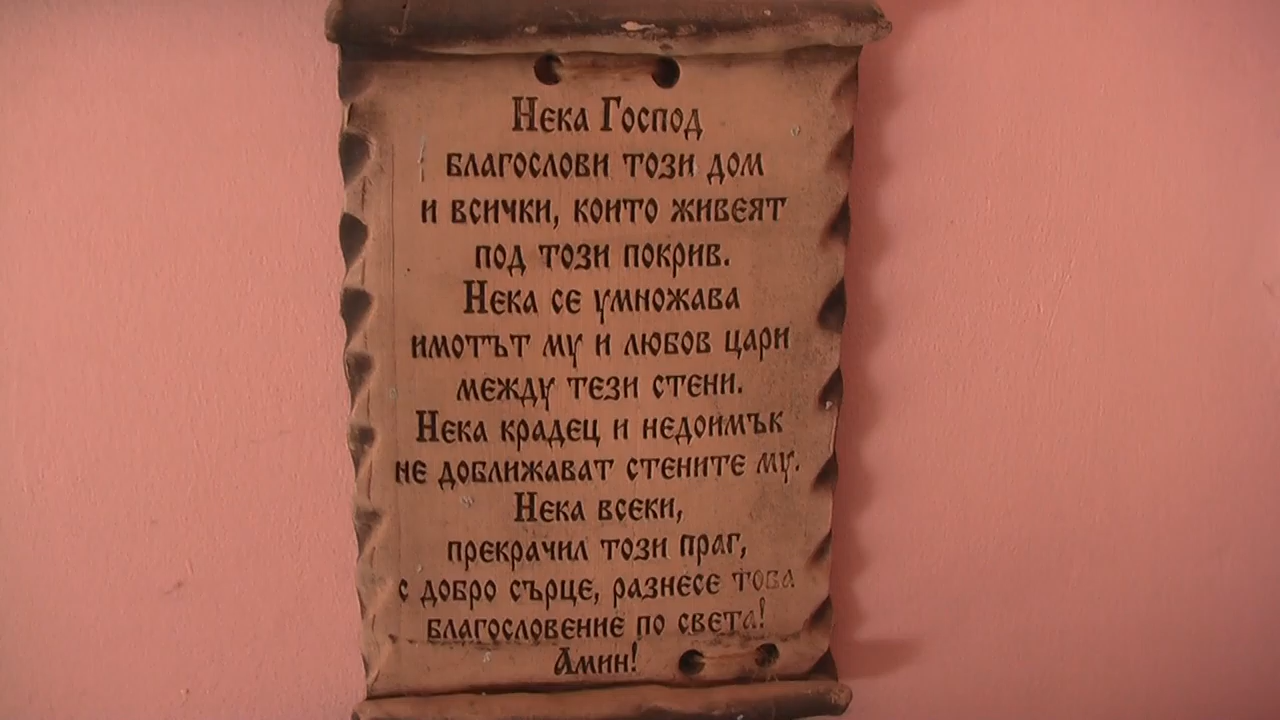 Нека Господ
благослови този дом
и всички, които живеят
под този покрив.
Нека се умножава
имотът му и любов цари
между тези стени.
Нека крадец и недоимък
не доближават стените му.
Нека всеки,
прекрачил този праг,
с добро сърце, разнесе това
благословение по света!
Амин!